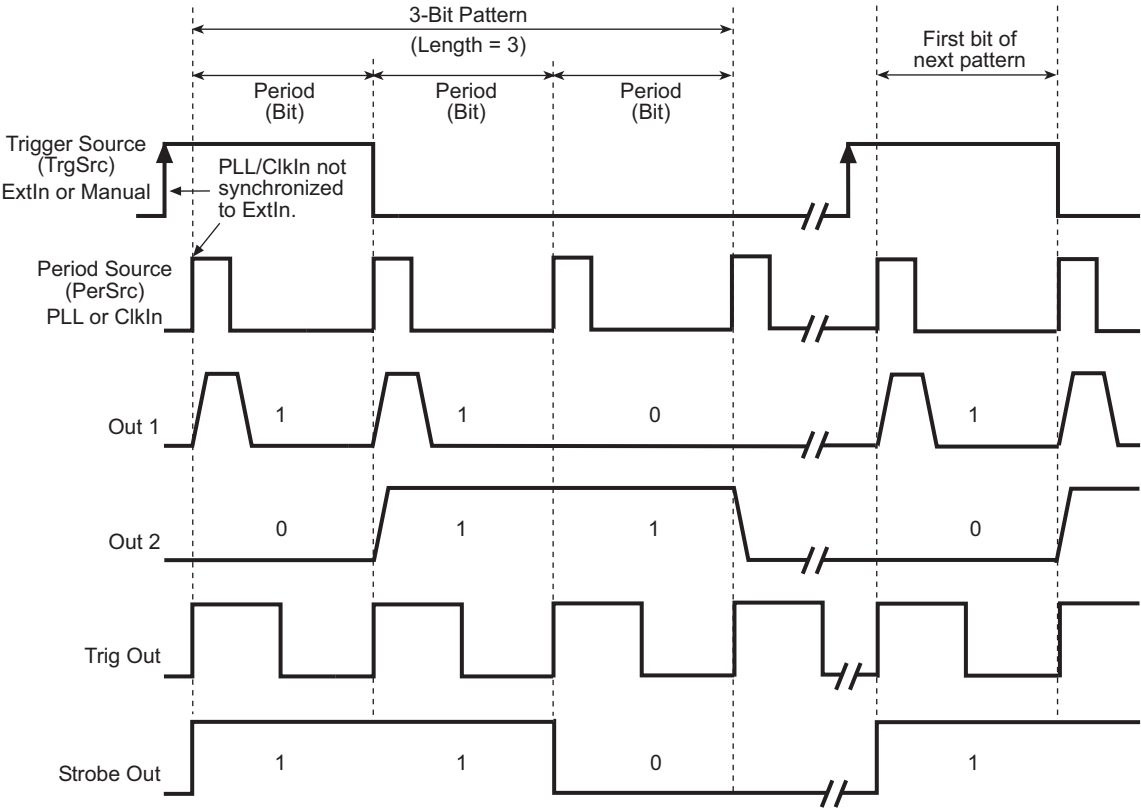 3-Bit Pattern
(Length = 3)
First bit of
next pattern
Period
(Bit)
Period
(Bit)
Period
(Bit)
Trigger Source
(TrgSrc)
ExtIn or Manual
PLL/ClkIn not
synchronized
to ExtIn.
Period Source
(PerSrc)
PLL or ClkIn
Out 1
1
1
0
1
Out 2
0
1
1
0
Trig Out
Strobe Out
1
1
0
1